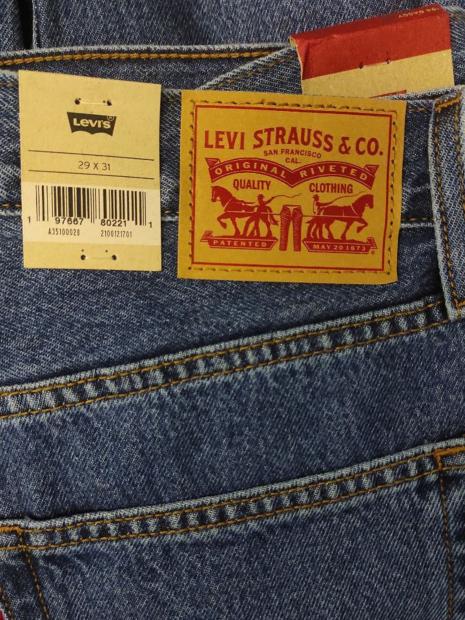 Levi's
29 X 31
1 97667 80221 1
A35100028 2100121701
LEVI STRAUSS & CO.
SAN FRANCISCO
CAL.
ORIGINAL RIVETED
QUALITY CLOTHING
PATENTED MAY 20 1873